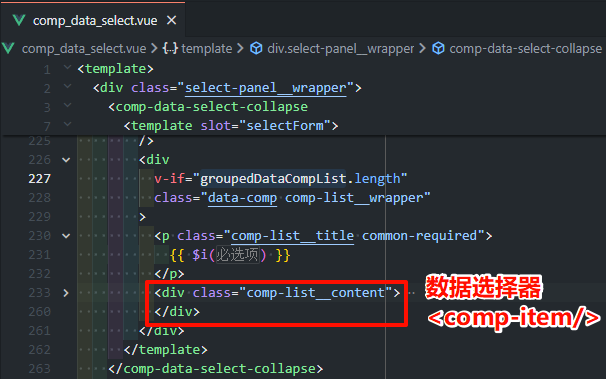 comp_data_select.vue
comp_data_select.vue > template > div.select-panel__wrapper > comp-data-select-collapse
1 <template>
2 <div class="select-panel__wrapper">
3 <comp-data-select-collapse
7 <template slot="selectForm">
225 />
226 <div
227 v-if="groupedDataCompList.length"
228 class="data-comp comp-list__wrapper"
229 >
230 <p class="comp-list__title common-required">
231 {{ $i(必选项) }}
232 </p>
233 <div class="comp-list__content"> ··
260 </div>
261 </div>
262 </template>
263 </comp-data-select-collapse>
数据选择器
<comp-item/>